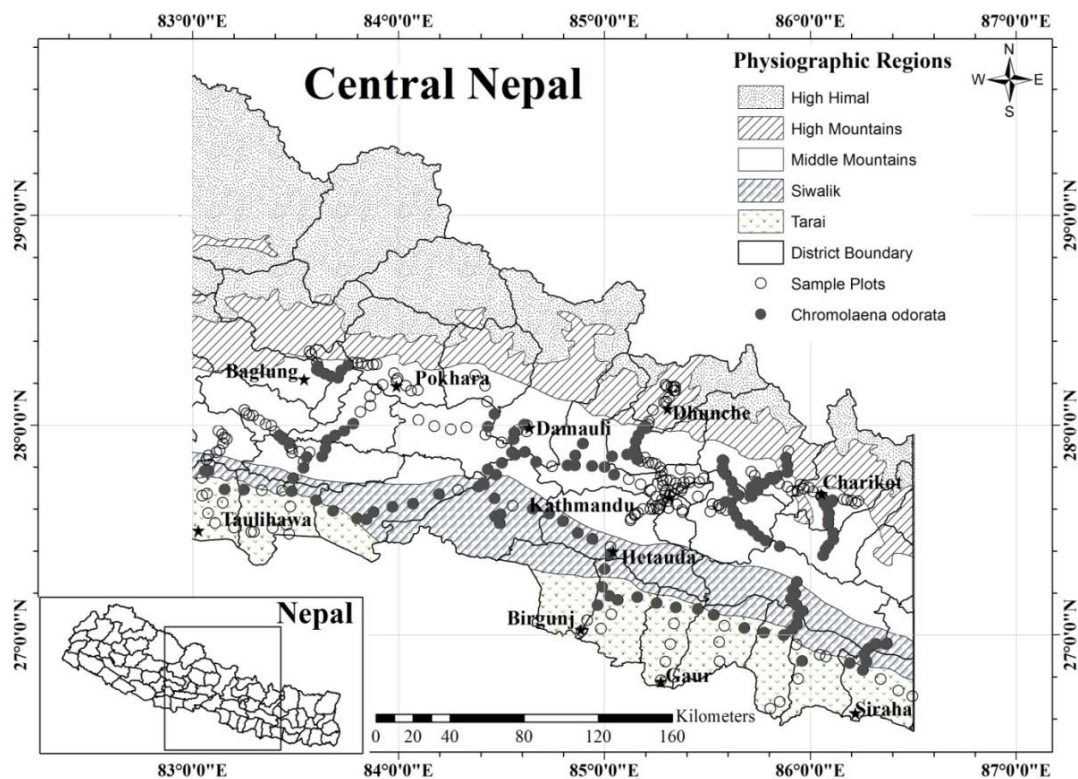 83°0'0"E 84°0'0"E 85°0'0"E 86°0'0"E 87°0'0"E
Central Nepal
Physiographic Regions
N
W E
S
High Himal
High Mountains
Middle Mountains
Siwalik
Tarai
District Boundary
Sample Plots
Chromolaena odorata
29°0'0"N 29°0'0"N
28°0'0"N 28°0'0"N
27°0'0"N 27°0'0"N
Baglung
Pokhara
Dhunche
Damauli
Charikot
Kathmandu
Taulihawa
Hetauda
Birgunj
Gaur
Siraha
Nepal
Kilometers
0 20 40 80 120 160
83°0'0"E 84°0'0"E 85°0'0"E 86°0'0"E 87°0'0"E